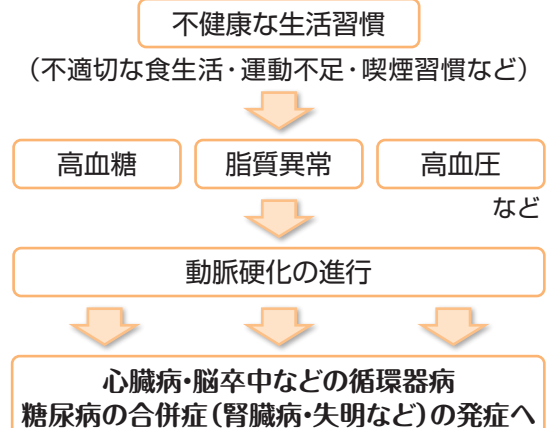 不健康な生活習慣
（不適切な食生活・運動不足・喫煙習慣など）
高血糖 脂質異常 高血圧
など
動脈硬化の進行
心臓病・脳卒中などの循環器病
糖尿病の合併症（腎臓病・失明など）の発症へ